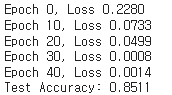 Epoch 0, Loss 0.2280
Epoch 10, Loss 0.0733
Epoch 20, Loss 0.0499
Epoch 30, Loss 0.0008
Epoch 40, Loss 0.0014
Test Accuracy: 0.8511